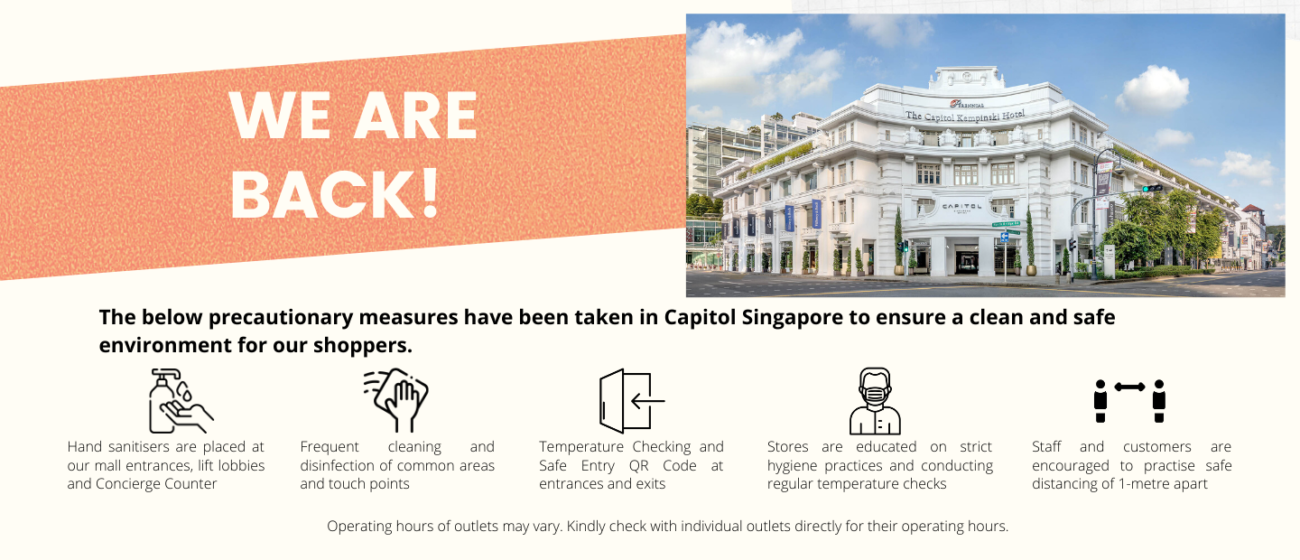 WE ARE
BACK!
The Capitol Kempinski Hotel
CAPITOL
The below precautionary measures have been taken in Capitol Singapore to ensure a clean and safe
environment for our shoppers.
Hand sanitisers are placed at
our mall entrances, lift lobbies
and Concierge Counter
Frequent cleaning and
disinfection of common areas
and touch points
Temperature Checking and
Safe Entry QR Code at
entrances and exits
Stores are educated on strict
hygiene practices and conducting
regular temperature checks
Staff and customers are
encouraged to practise safe
distancing of 1-metre apart
Operating hours of outlets may vary. Kindly check with individual outlets directly for their operating hours.